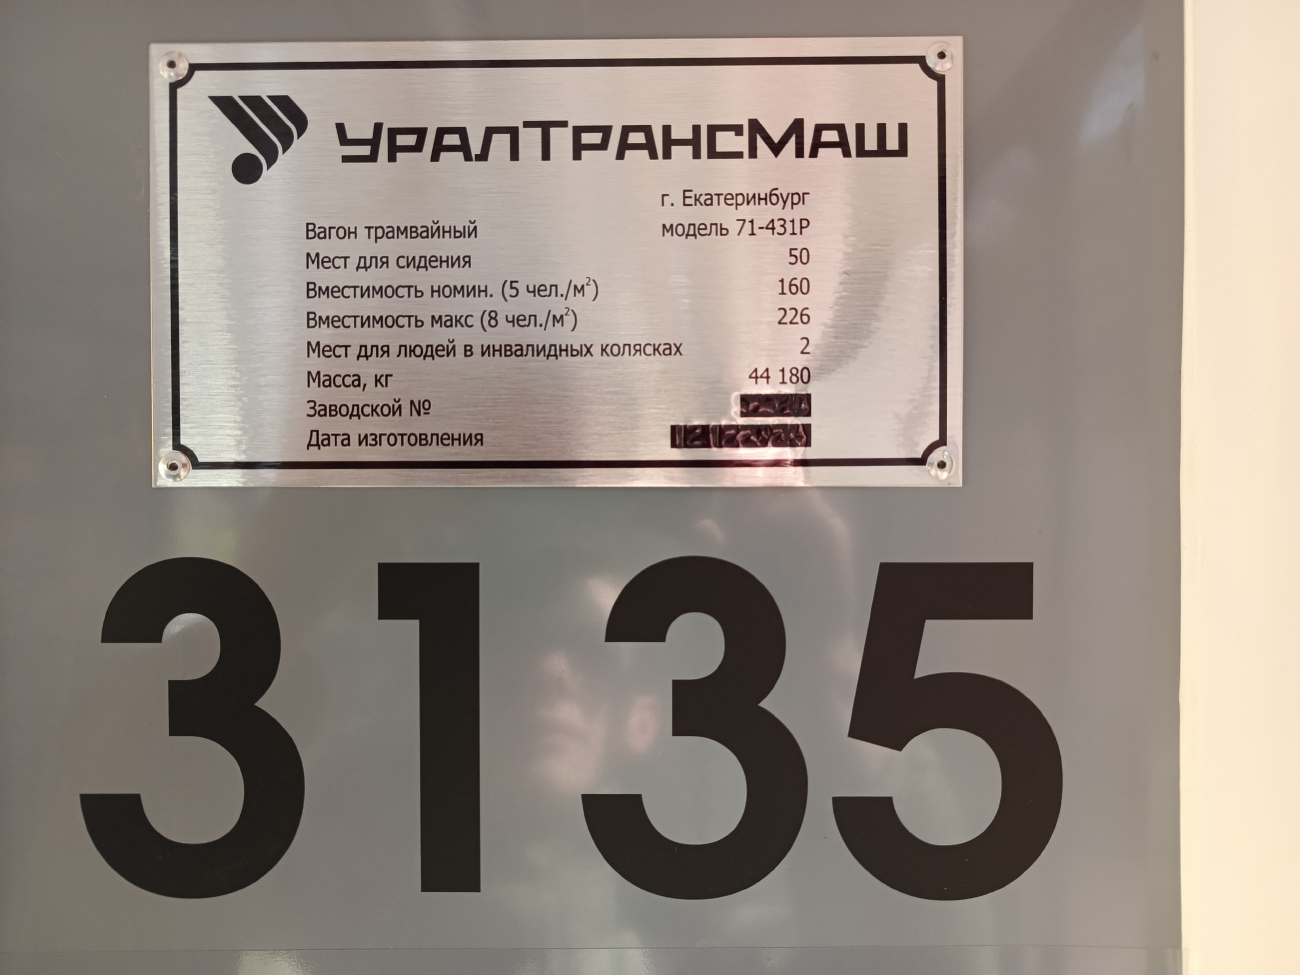 УралТрансМаш
г. Екатеринбург
Вагон трамвайный модель 71-431Р
Мест для сидения 50
Вместимость номин. (5 чел./м²) 160
Вместимость макс (8 чел./м²) 226
Мест для людей в инвалидных колясках 2
Масса, кг 44 180
Заводской №
Дата изготовления
3135